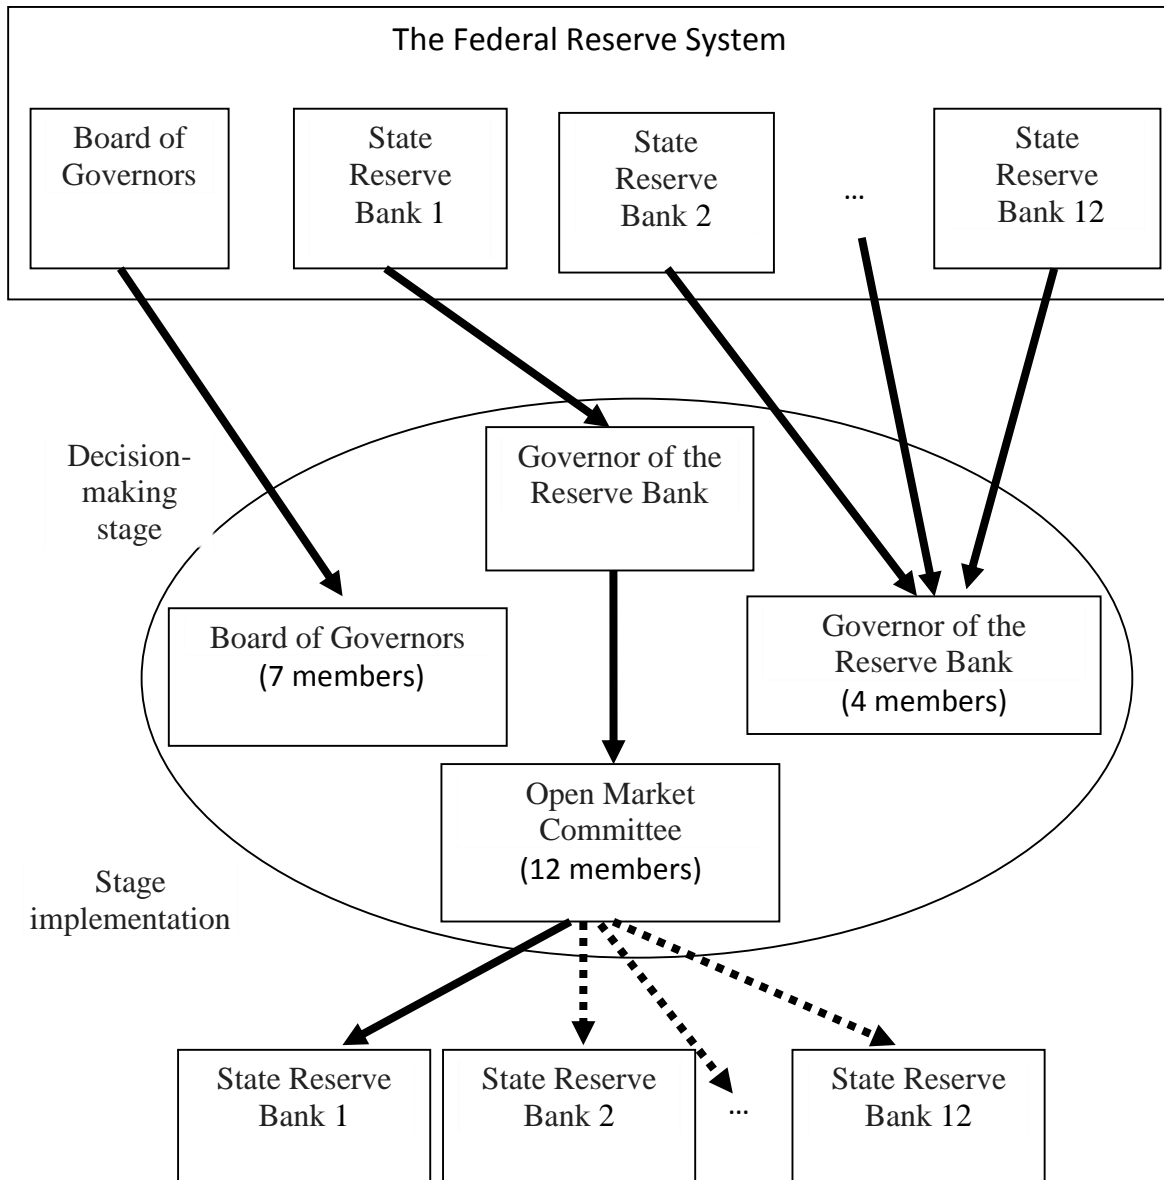 The Federal Reserve System
Board of
Governors
State
Reserve
Bank 1
State
Reserve
Bank 2
...
State
Reserve
Bank 12
Decision-
making
stage
Governor of the
Reserve Bank
Board of Governors
(7 members)
Governor of the
Reserve Bank
(4 members)
Open Market
Committee
(12 members)
Stage
implementation
State Reserve
Bank 1
State Reserve
Bank 2
...
State Reserve
Bank 12